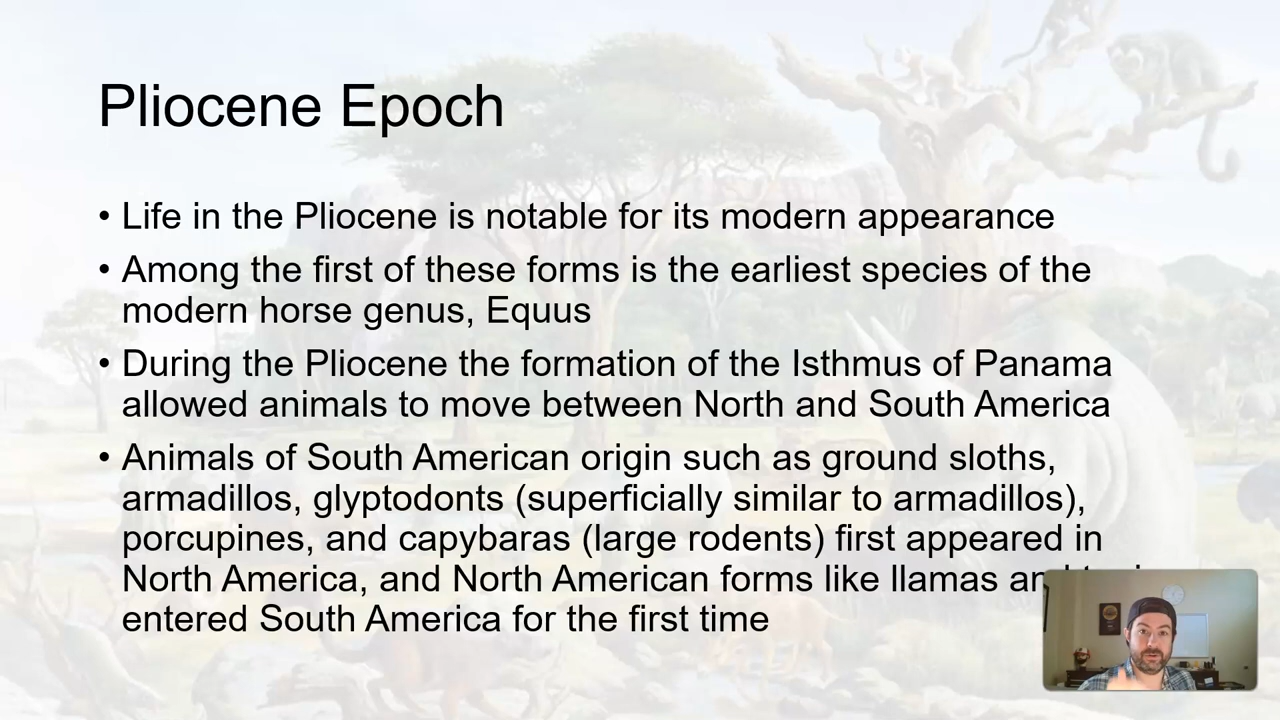 Pliocene Epoch
• Life in the Pliocene is notable for its modern appearance
• Among the first of these forms is the earliest species of the
modern horse genus, Equus
• During the Pliocene the formation of the Isthmus of Panama
allowed animals to move between North and South America
• Animals of South American origin such as ground sloths,
armadillos, glyptodonts (superficially similar to armadillos),
porcupines, and capybaras (large rodents) first appeared in
North America, and North American forms like llamas and
entered South America for the first time